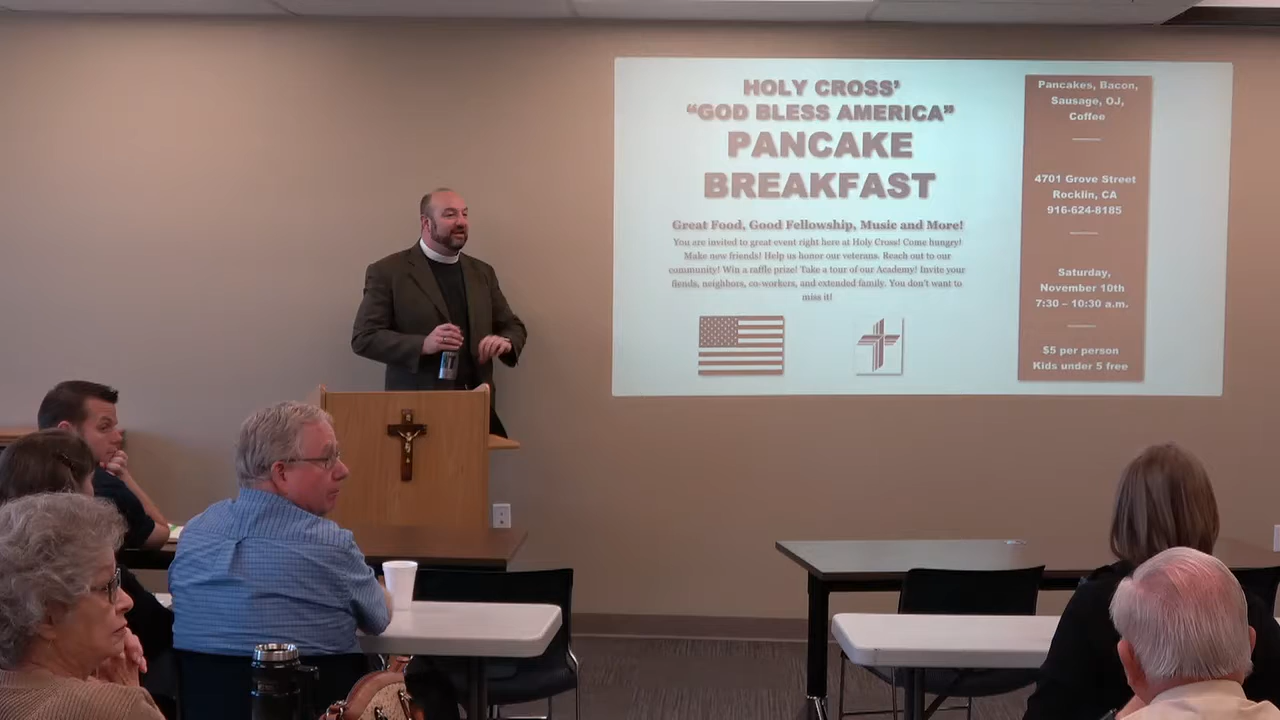 HOLY CROSS’
“GOD BLESS AMERICA”
PANCAKE
BREAKFAST
Great Food, Good Fellowship, Music and More!
You are invited to great event right here at Holy Cross! Come hungry!
Make new friends! Help us honor our veterans. Reach out to our
community! Win a raffle prize! Take a tour of our Academy! Invite your
fiends, neighbors, co-workers, and extended family. You don't want to
miss it!
Pancakes, Bacon,
Sausage, OJ,
Coffee
4701 Grove Street
Rocklin, CA
916-624-8185
Saturday,
November 10th
7:30 – 10:30 a.m.
$5 per person
Kids under 5 free